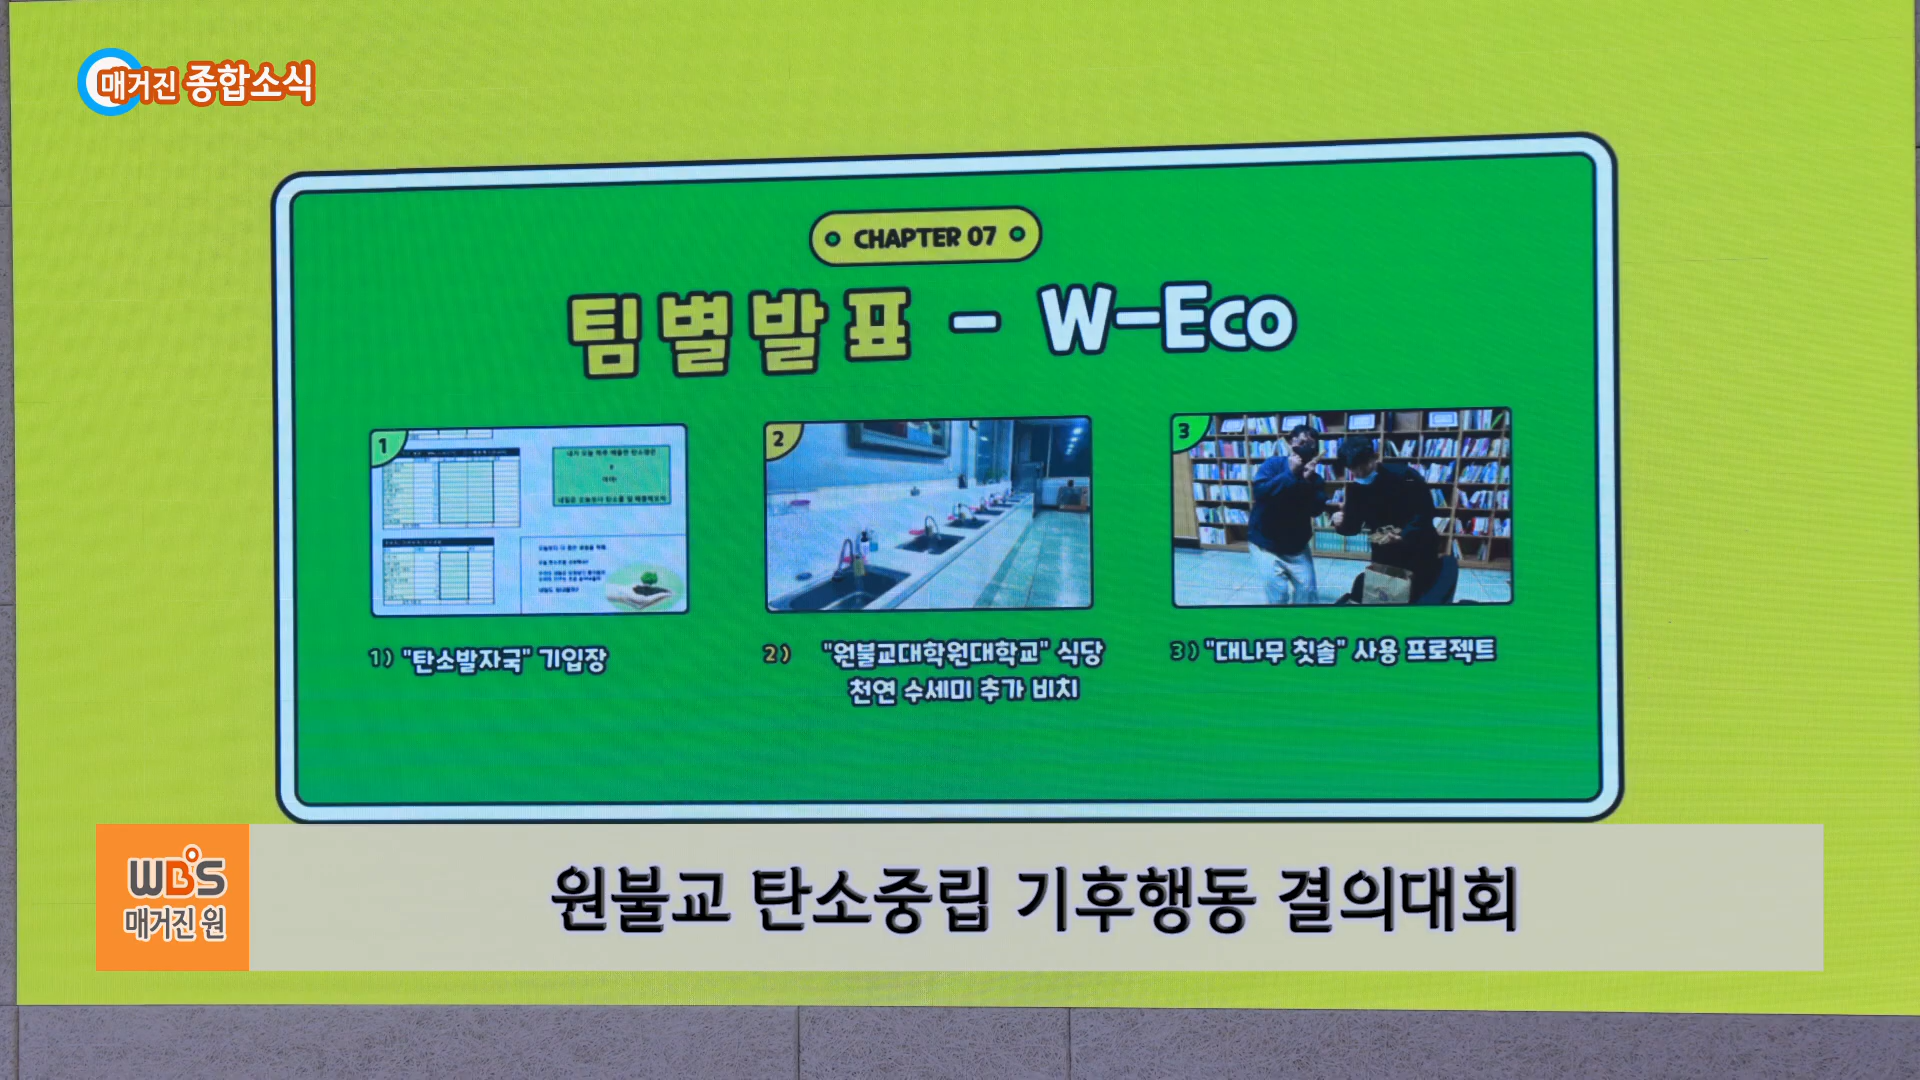 매거진 종합소식
CHAPTER 07
팀별발표 - W-Eco
1
2
3
1) "탄소발자국" 기입장
2) "원불교대학원대학교" 식당
천연 수세미 추가 비치
3) "대나무 칫솔" 사용 프로젝트
WBS
매거진 원
원불교 탄소중립 기후행동 결의대회